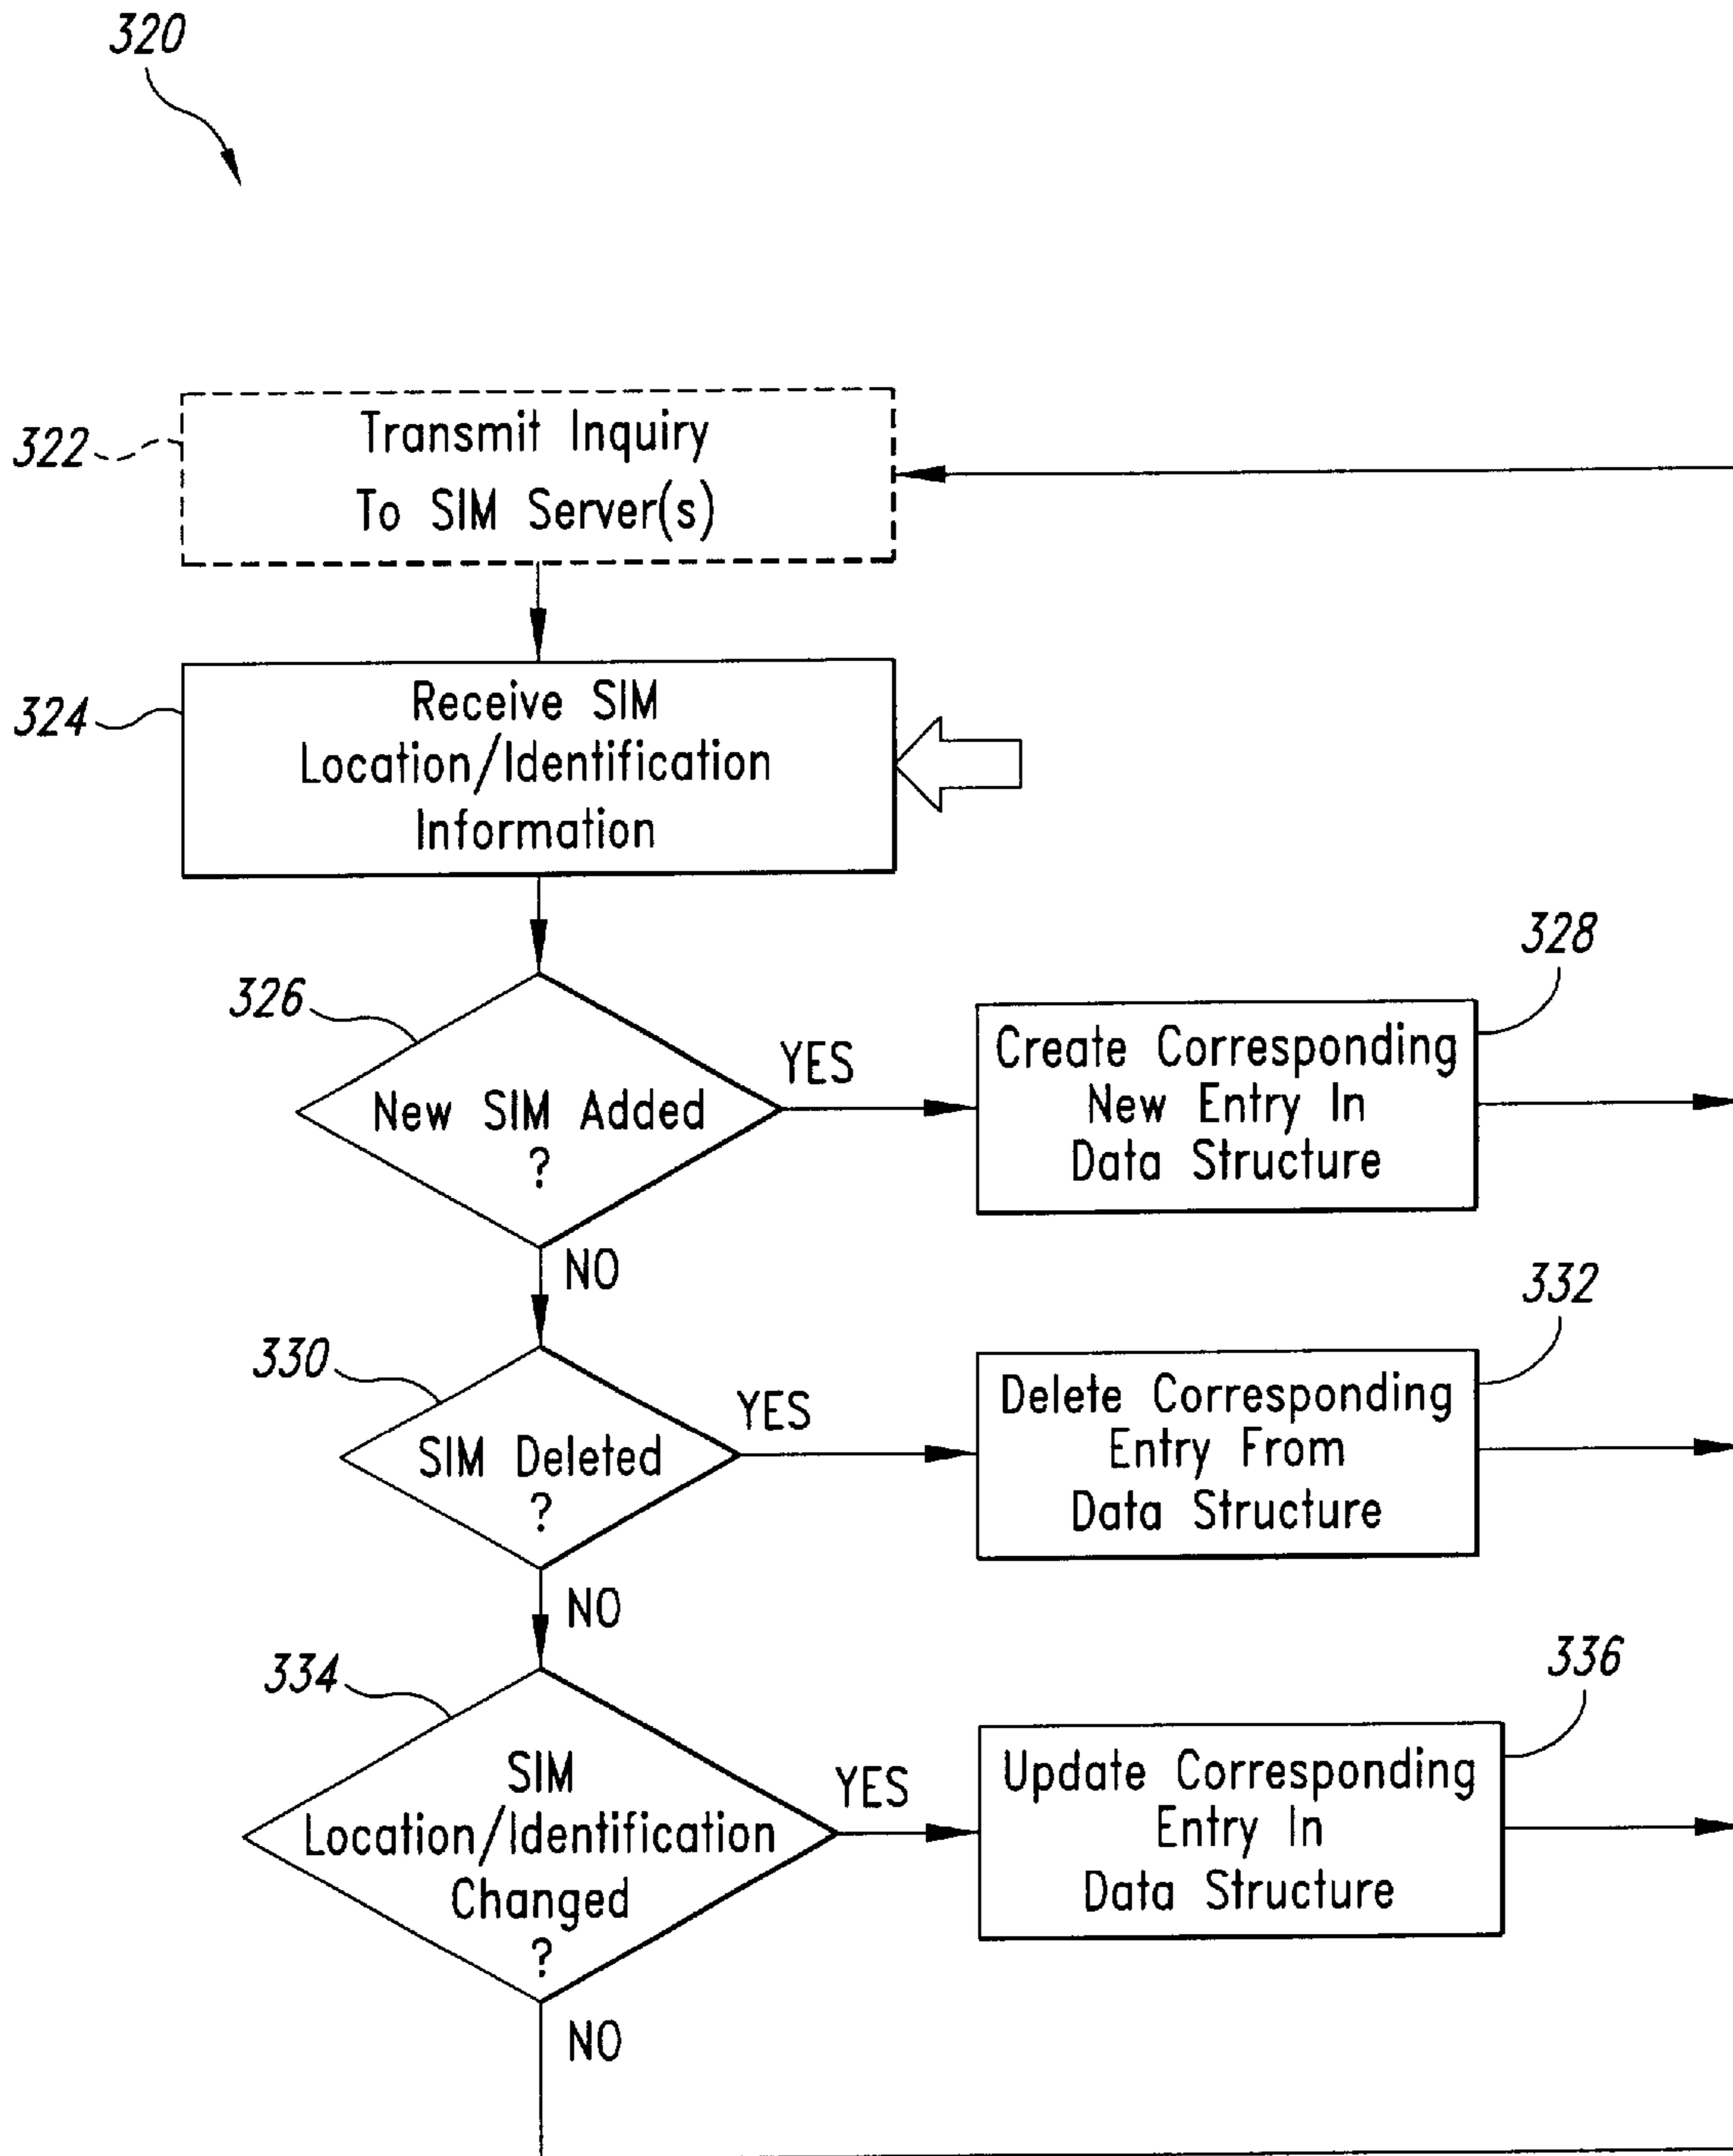 320
322
Transmit Inquiry
To SIM Server(s)
324
Receive SIM
Location/Identification
Information
326
New SIM Added
?
YES
328
Create Corresponding
New Entry In
Data Structure
NO
330
SIM Deleted
?
YES
332
Delete Corresponding
Entry From
Data Structure
NO
334
SIM
Location/Identification
Changed
?
YES
336
Update Corresponding
Entry In
Data Structure
NO